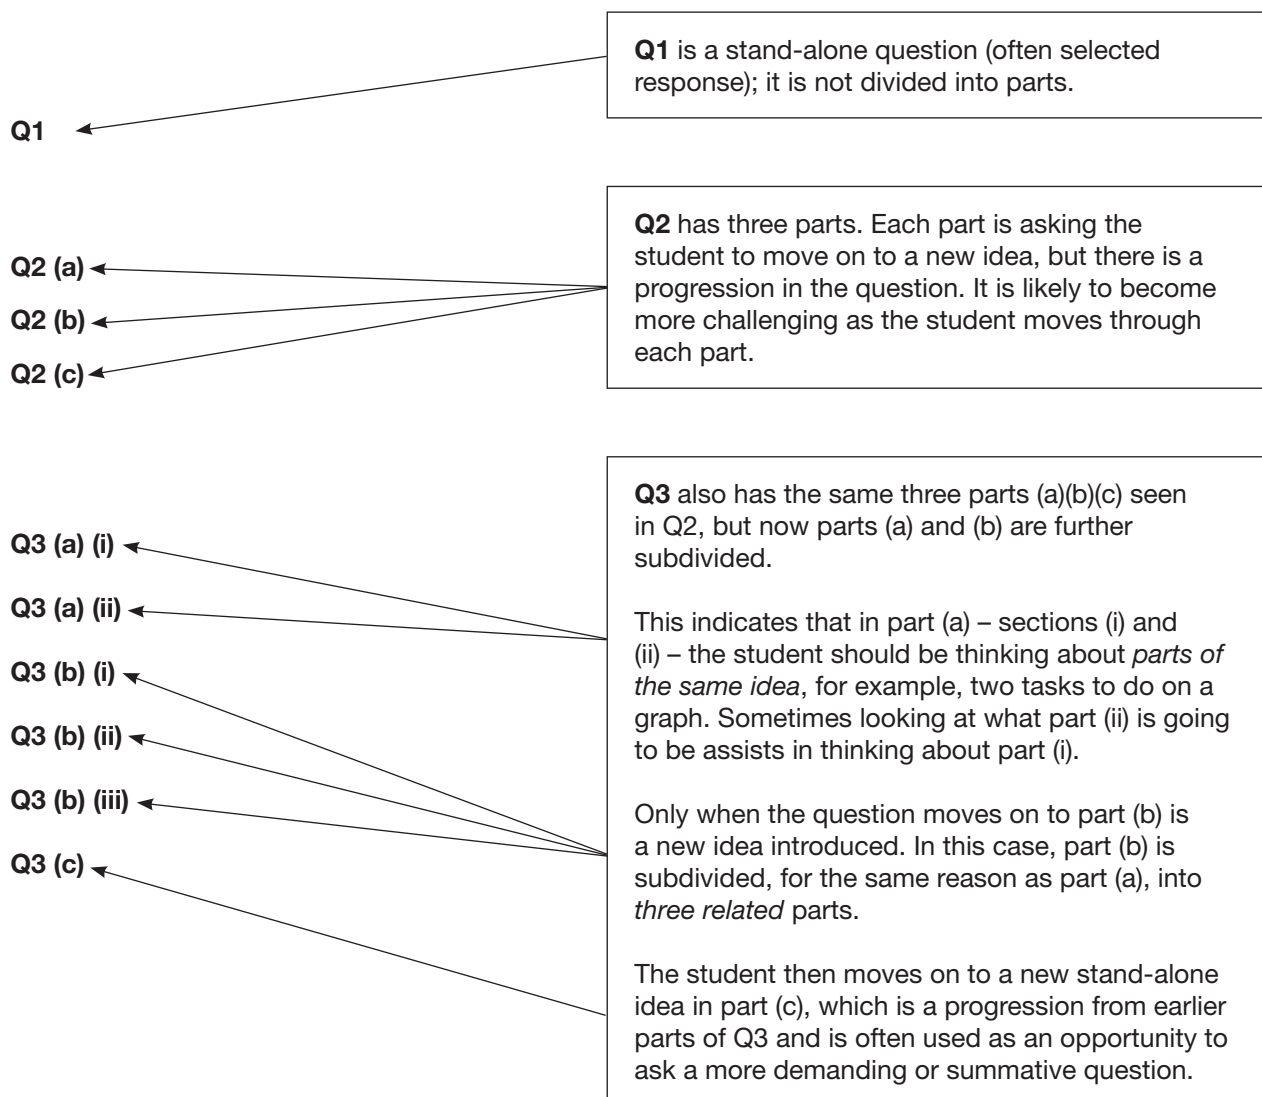 Q1 is a stand-alone question (often selected
response); it is not divided into parts.
Q1
Q2 has three parts. Each part is asking the
student to move on to a new idea, but there is a
progression in the question. It is likely to become
more challenging as the student moves through
each part.
Q2 (a)
Q2 (b)
Q2 (c)
Q3 also has the same three parts (a)(b)(c) seen
in Q2, but now parts (a) and (b) are further
subdivided.
This indicates that in part (a) – sections (i) and
(ii) – the student should be thinking about parts of
the same idea, for example, two tasks to do on a
graph. Sometimes looking at what part (ii) is going
to be assists in thinking about part (i).
Only when the question moves on to part (b) is
a new idea introduced. In this case, part (b) is
subdivided, for the same reason as part (a), into
three related parts.
The student then moves on to a new stand-alone
idea in part (c), which is a progression from earlier
parts of Q3 and is often used as an opportunity to
ask a more demanding or summative question.
Q3 (a) (i)
Q3 (a) (ii)
Q3 (b) (i)
Q3 (b) (ii)
Q3 (b) (iii)
Q3 (c)